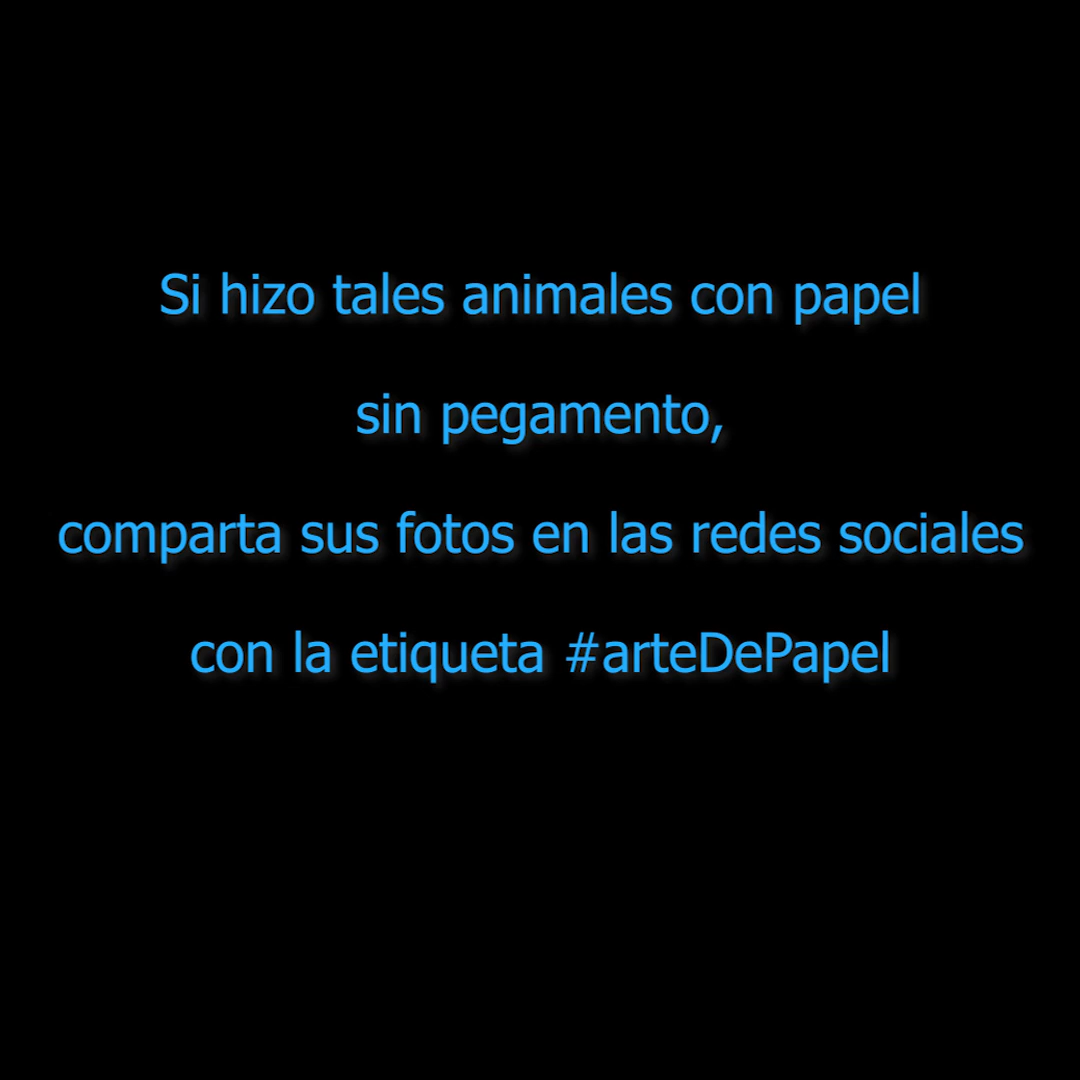 Si hizo tales animales con papel
sin pegamento,
comparta sus fotos en las redes sociales
con la etiqueta #arteDePapel